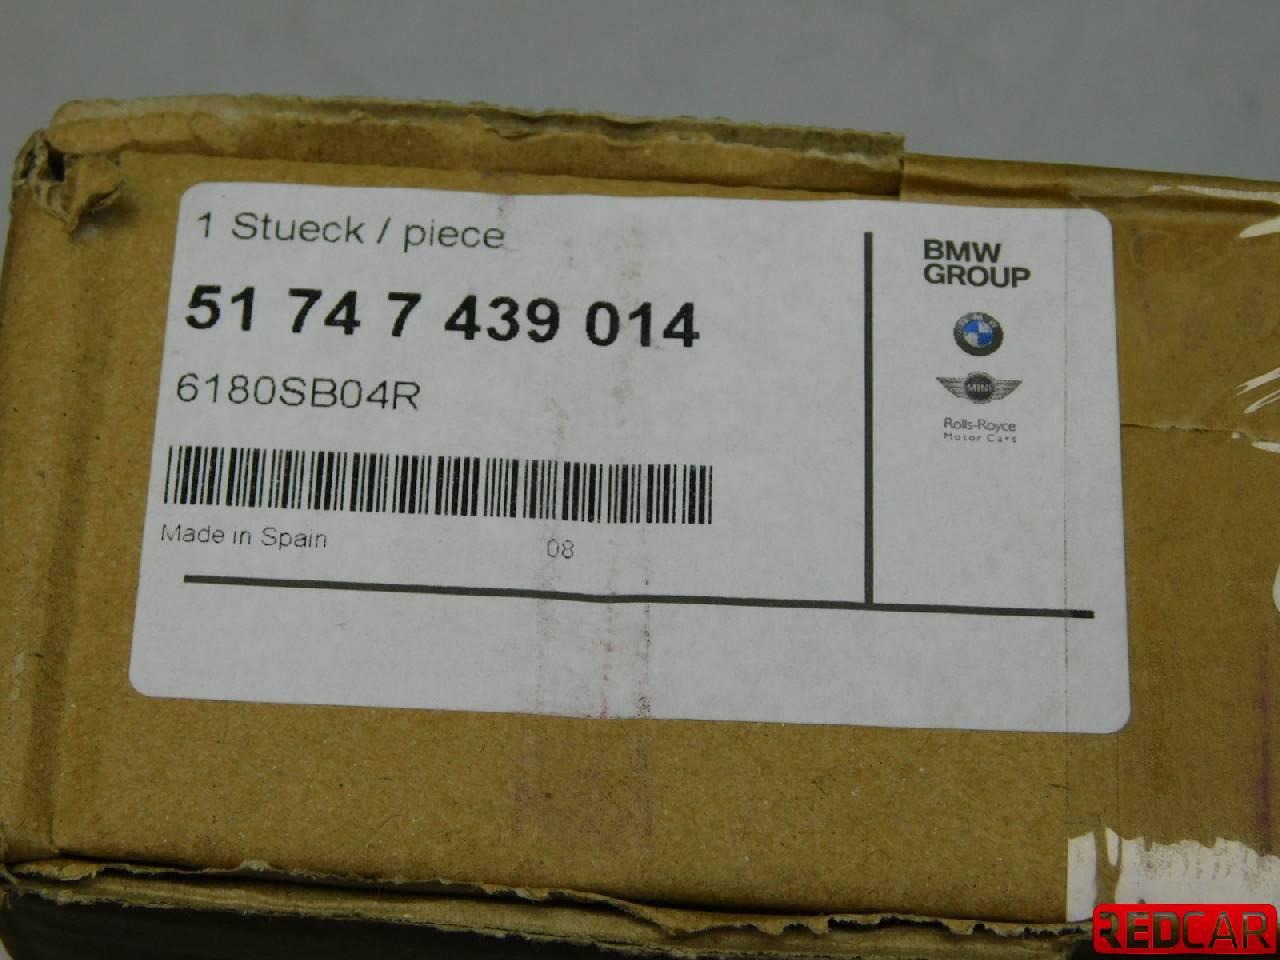 1 Stueck / piece
51 74 7 439 014
6180SB04R
Made in Spain
08
BMW
GROUP
MINI
Rolls-Royce
Motor Cars
REDCAR